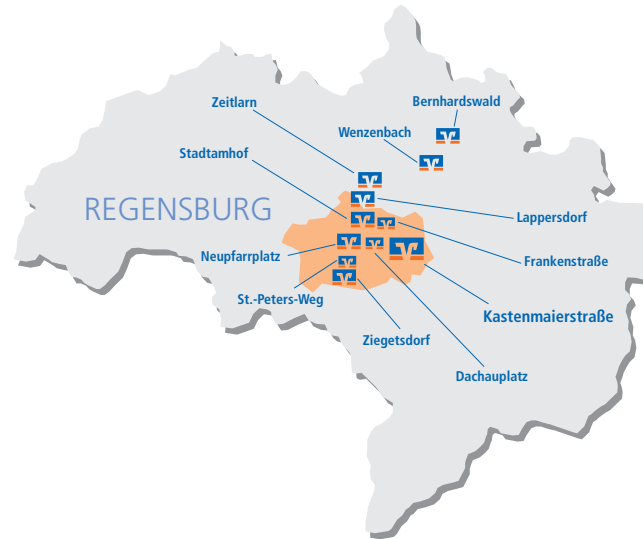 Bernhardswald
Zeitlarn
Wenzenbach
Stadtamhof
REGENSBURG
Lappersdorf
Neupfarrplatz
Frankenstraße
St.-Peters-Weg
Kastenmaierstraße
Ziegetsdorf
Dachauplatz